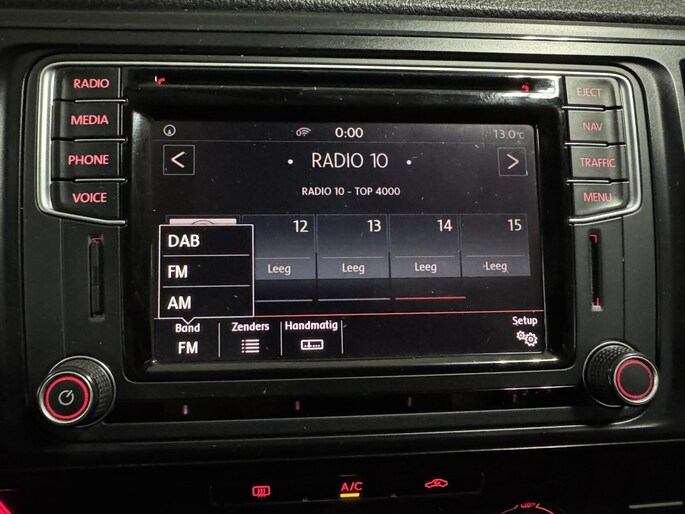 RADIO
MEDIA
PHONE
VOICE
EJECT
NAV
TRAFFIC
MENU
0:00
13.0°C
< • RADIO 10 • >
RADIO 10 - TOP 4000
12 13 14 15
Leeg Leeg Leeg Leeg
DAB
FM
AM
Band Zenders Handmatig Setup
FM
A/C